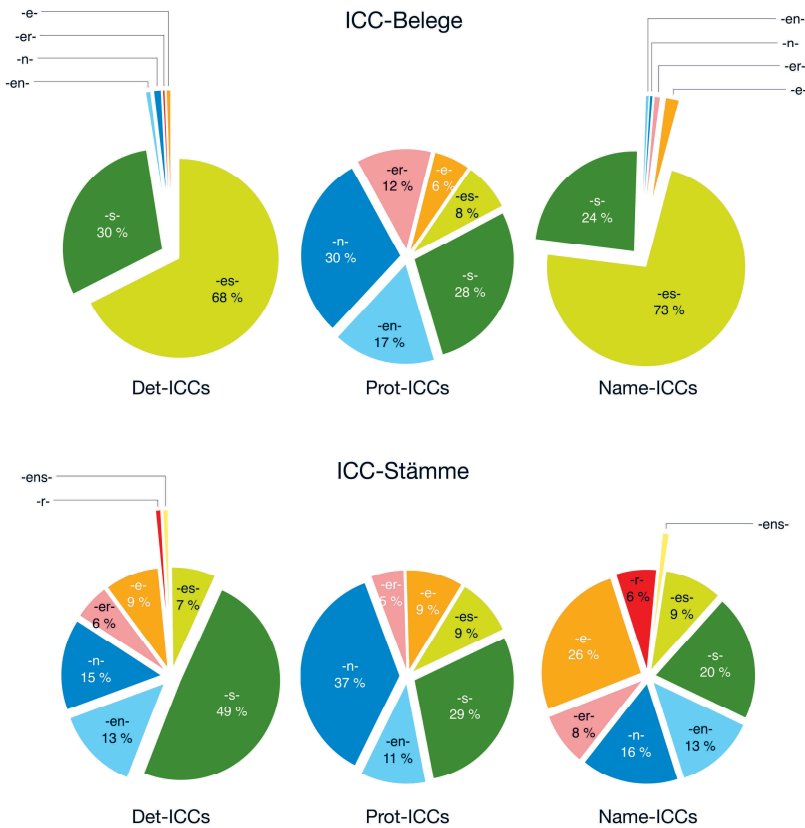 ICC-Belege
-e-
-er-
-n-
-en-
-s-
30 %
-es-
68 %
Det-ICCs
-er-
12 %
-e-
6 %
-es-
8 %
-n-
30 %
-s-
28 %
-en-
17 %
Prot-ICCs
-en-
-n-
-er-
-e-
-s-
24 %
-es-
73 %
Name-ICCs
ICC-Stämme
-ens-
-r-
-e-
9 %
-es-
7 %
-er-
6 %
-n-
15 %
-s-
49 %
-en-
13 %
Det-ICCs
-er-
5 %
-e-
9 %
-es-
9 %
-n-
37 %
-s-
29 %
-en-
11 %
Prot-ICCs
-ens-
-r-
6 %
-es-
9 %
-e-
26 %
-s-
20 %
-er-
8 %
-n-
16 %
-en-
13 %
Name-ICCs